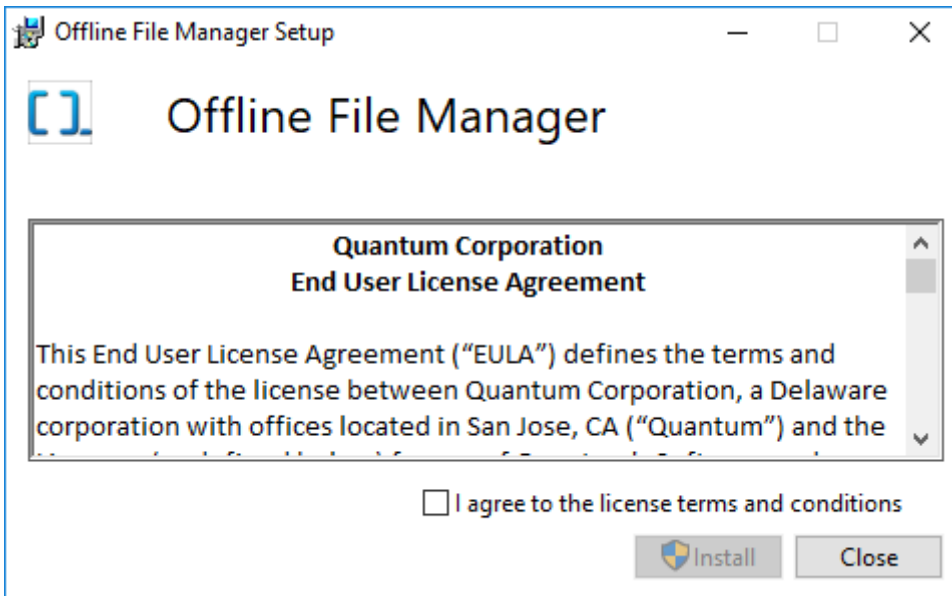 Offline File Manager Setup
Offline File Manager
Quantum Corporation
End User License Agreement
This End User License Agreement (“EULA”) defines the terms and
conditions of the license between Quantum Corporation, a Delaware
corporation with offices located in San Jose, CA (“Quantum”) and the
I agree to the license terms and conditions
Install
Close